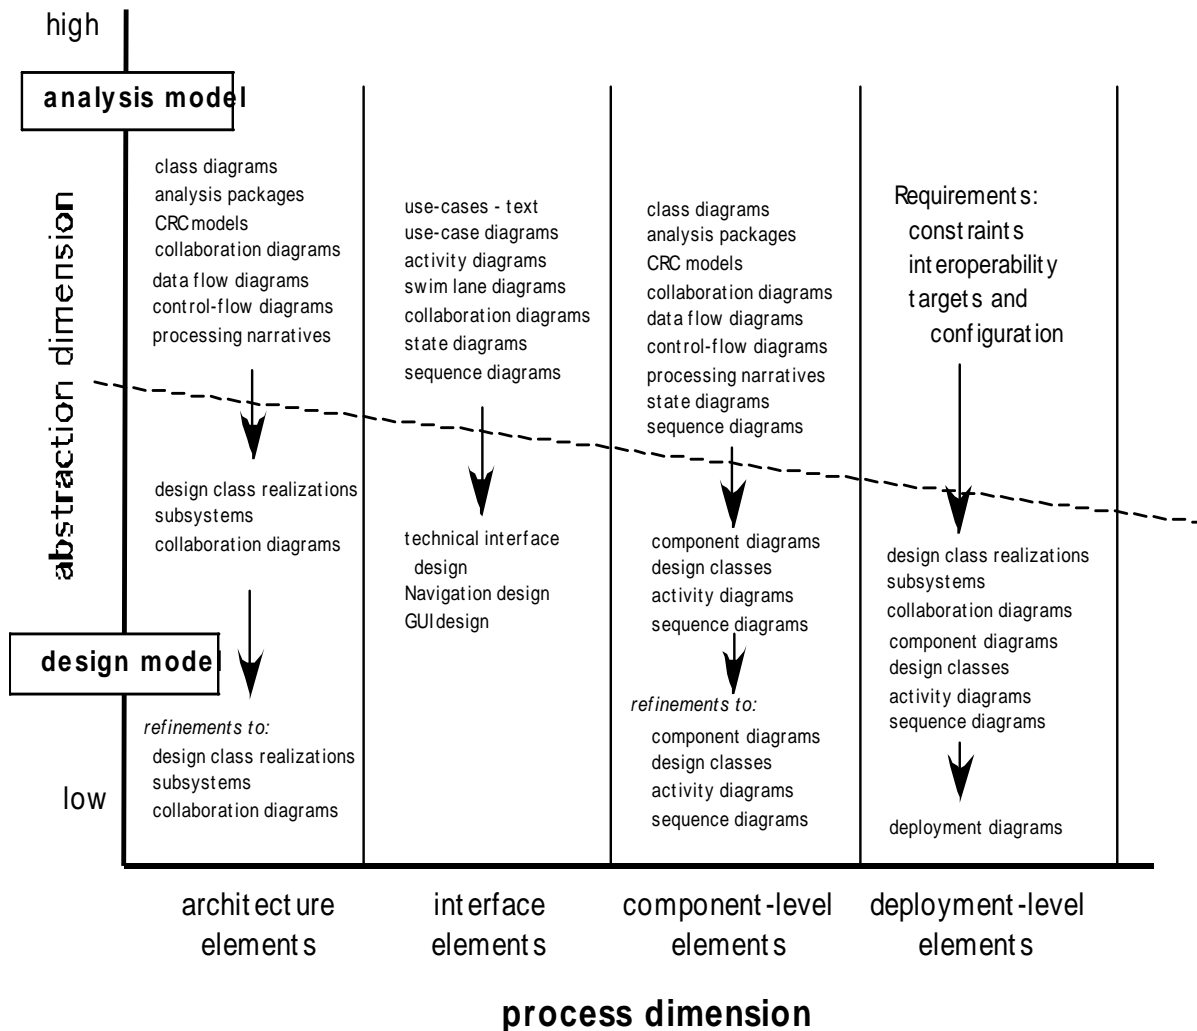 high
analysis model
abstraction dimension
design model
low
class diagrams
analysis packages
CRC models
collaboration diagrams
data flow diagrams
control-flow diagrams
processing narratives
design class realizations
subsystems
collaboration diagrams
refinements to:
design class realizations
subsystems
collaboration diagrams
use-cases - text
use-case diagrams
activity diagrams
swim lane diagrams
collaboration diagrams
state diagrams
sequence diagrams
technical interface
design
Navigation design
GUI design
class diagrams
analysis packages
CRC models
collaboration diagrams
data flow diagrams
control-flow diagrams
processing narratives
state diagrams
sequence diagrams
component diagrams
design classes
activity diagrams
sequence diagrams
refinements to:
component diagrams
design classes
activity diagrams
sequence diagrams
Requirements:
constraints
interoperability
targets and
configuration
design class realizations
subsystems
collaboration diagrams
component diagrams
design classes
activity diagrams
sequence diagrams
deployment diagrams
architecture
elements
interface
elements
component-level
elements
deployment-level
elements
process dimension